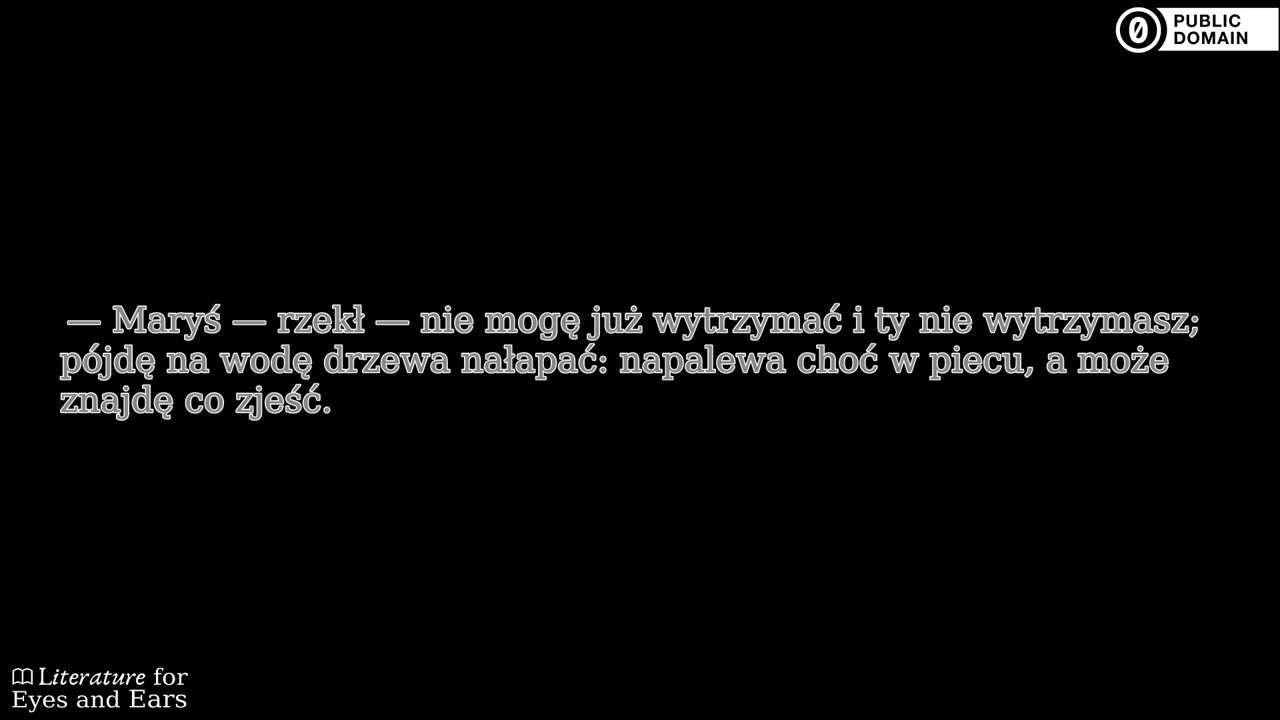 PUBLIC
DOMAIN
— Maryś — rzekł — nie mogę już wytrzymać i ty nie wytrzymasz;
pójdę na wodę drzewa nałapać: napalewa choć w piecu, a może
znajdę co zjeść.
Literature for
Eyes and Ears